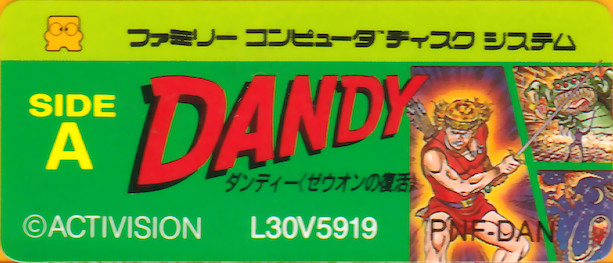 ファミリー コンピュータ ディスク システム
SIDE
A
DANDY
ダンディー〈ゼウオンの復活〉
©ACTIVISION
L30V5919
PNF-DAN